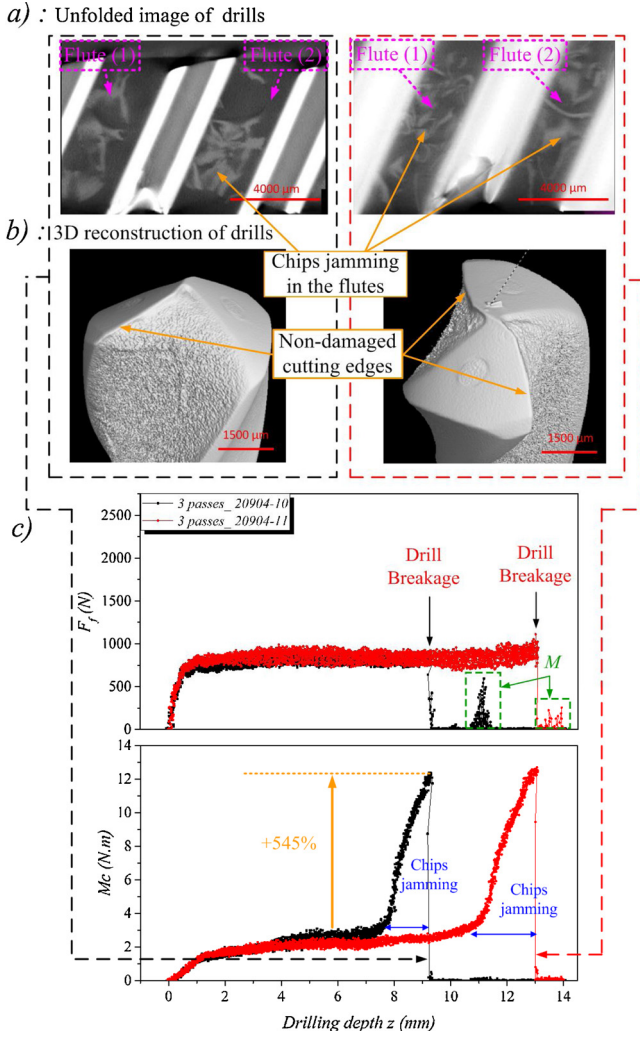 a) : Unfolded image of drills
Flute (1)
Flute (2)
Flute (1)
Flute (2)
4000 μm
4000 μm
b) : 3D reconstruction of drills
Chips jamming
in the flutes
Non-damaged
cutting edges
1500 μm
1500 μm
c)
3 passes_ 20904-10
3 passes_ 20904-11
Drill
Breakage
Drill
Breakage
M
2500
2000
1500
1000
500
0
Ff (N)
14
12
10
8
6
4
2
0
Mc (N.m)
+545%
Chips
jamming
Chips
jamming
0 2 4 6 8 10 12 14
Drilling depth z (mm)